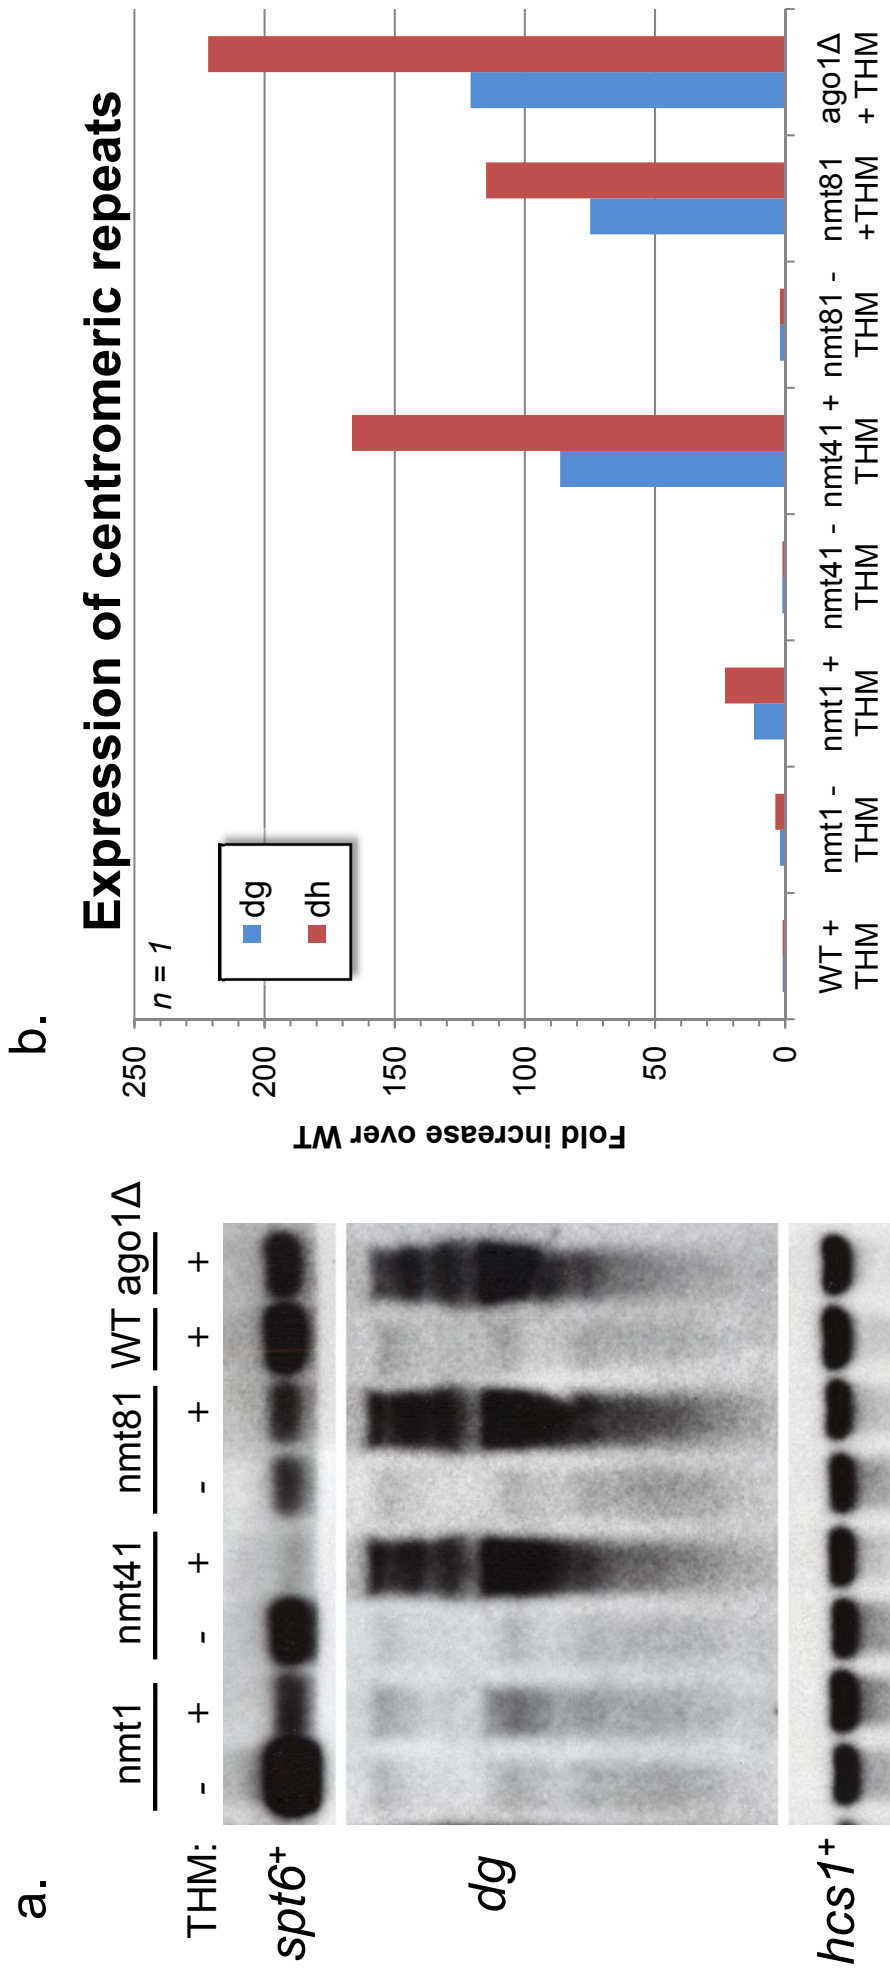 a.
nmt1 nmt41 nmt81 WT ago1Δ
THM: - + - + - + + +
spt6+
dg
hcs1+
b.
Expression of centromeric repeats
n = 1
dg
dh
Fold increase over WT
250
200
150
100
50
0
WT + THM
nmt1 - THM
nmt1 + THM
nmt41 - THM
nmt41 + THM
nmt81 - THM
nmt81 +THM
ago1Δ + THM